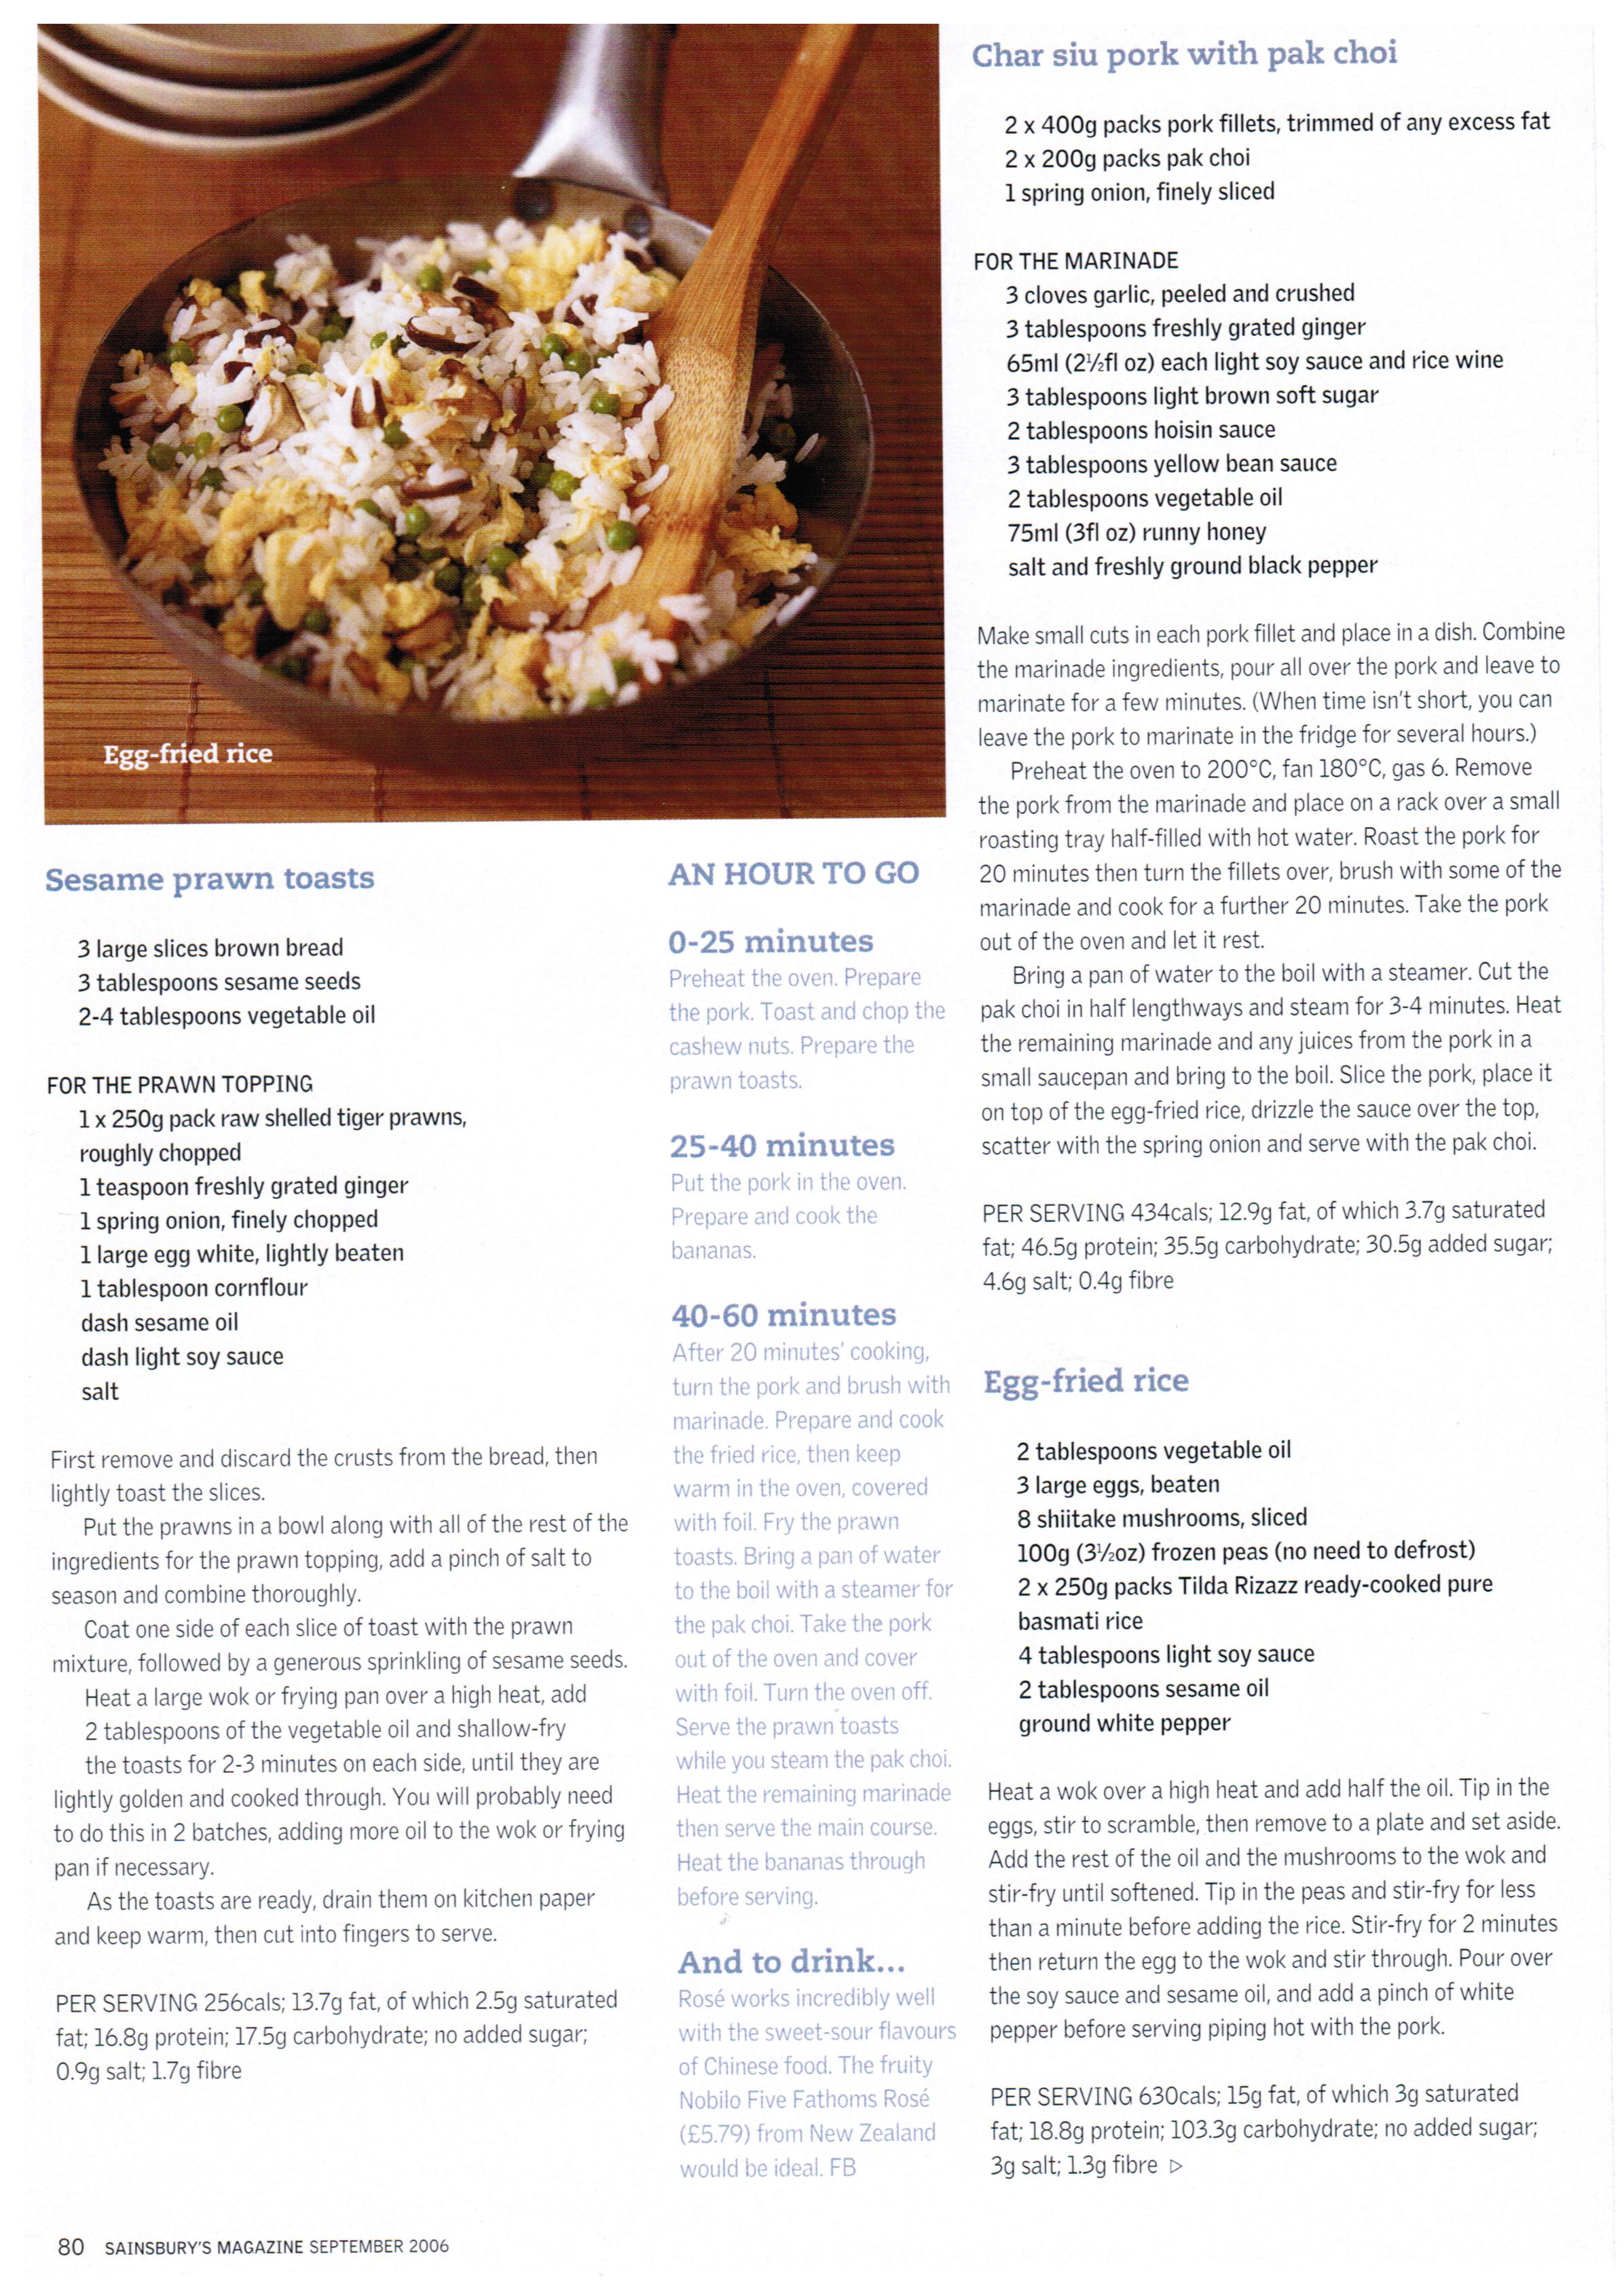 Egg-fried rice
Sesame prawn toasts
3 large slices brown bread
3 tablespoons sesame seeds
2-4 tablespoons vegetable oil
FOR THE PRAWN TOPPING
1 x 250g pack raw shelled tiger prawns,
roughly chopped
1 teaspoon freshly grated ginger
1 spring onion, finely chopped
1 large egg white, lightly beaten
1 tablespoon cornflour
dash sesame oil
dash light soy sauce
salt
First remove and discard the crusts from the bread, then
lightly toast the slices.
Put the prawns in a bowl along with all of the rest of the
ingredients for the prawn topping, add a pinch of salt to
season and combine thoroughly.
Coat one side of each slice of toast with the prawn
mixture, followed by a generous sprinkling of sesame seeds.
Heat a large wok or frying pan over a high heat, add
2 tablespoons of the vegetable oil and shallow-fry
the toasts for 2-3 minutes on each side, until they are
lightly golden and cooked through. You will probably need
to do this in 2 batches, adding more oil to the wok or frying
pan if necessary.
As the toasts are ready, drain them on kitchen paper
and keep warm, then cut into fingers to serve.
PER SERVING 256cals; 13.7g fat, of which 2.5g saturated
fat; 16.8g protein; 17.5g carbohydrate; no added sugar;
0.9g salt; 1.7g fibre
AN HOUR TO GO
0-25 minutes
Preheat the oven. Prepare
the pork. Toast and chop the
cashew nuts. Prepare the
prawn toasts.
25-40 minutes
Put the pork in the oven.
Prepare and cook the
bananas.
40-60 minutes
After 20 minutes' cooking,
turn the pork and brush with
marinade. Prepare and cook
the fried rice, then keep
warm in the oven, covered
with foil. Fry the prawn
toasts. Bring a pan of water
to the boil with a steamer for
the pak choi. Take the pork
out of the oven and cover
with foil. Turn the oven off.
Serve the prawn toasts
while you steam the pak choi.
Heat the remaining marinade
then serve the main course.
Heat the bananas through
before serving.
And to drink...
Rosé works incredibly well
with the sweet-sour flavours
of Chinese food. The fruity
Nobilo Five Fathoms Rosé
(£5.79) from New Zealand
would be ideal. FB
Char siu pork with pak choi
2 x 400g packs pork fillets, trimmed of any excess fat
2 x 200g packs pak choi
1 spring onion, finely sliced
FOR THE MARINADE
3 cloves garlic, peeled and crushed
3 tablespoons freshly grated ginger
65ml (2½fl oz) each light soy sauce and rice wine
3 tablespoons light brown soft sugar
2 tablespoons hoisin sauce
3 tablespoons yellow bean sauce
2 tablespoons vegetable oil
75ml (3fl oz) runny honey
salt and freshly ground black pepper
Make small cuts in each pork fillet and place in a dish. Combine
the marinade ingredients, pour all over the pork and leave to
marinate for a few minutes. (When time isn't short, you can
leave the pork to marinate in the fridge for several hours.)
Preheat the oven to 200°C, fan 180°C, gas 6. Remove
the pork from the marinade and place on a rack over a small
roasting tray half-filled with hot water. Roast the pork for
20 minutes then turn the fillets over, brush with some of the
marinade and cook for a further 20 minutes. Take the pork
out of the oven and let it rest.
Bring a pan of water to the boil with a steamer. Cut the
pak choi in half lengthways and steam for 3-4 minutes. Heat
the remaining marinade and any juices from the pork in a
small saucepan and bring to the boil. Slice the pork, place it
on top of the egg-fried rice, drizzle the sauce over the top,
scatter with the spring onion and serve with the pak choi.
PER SERVING 434cals; 12.9g fat, of which 3.7g saturated
fat; 46.5g protein; 35.5g carbohydrate; 30.5g added sugar;
4.6g salt; 0.4g fibre
Egg-fried rice
2 tablespoons vegetable oil
3 large eggs, beaten
8 shiitake mushrooms, sliced
100g (3½oz) frozen peas (no need to defrost)
2 x 250g packs Tilda Rizazz ready-cooked pure
basmati rice
4 tablespoons light soy sauce
2 tablespoons sesame oil
ground white pepper
Heat a wok over a high heat and add half the oil. Tip in the
eggs, stir to scramble, then remove to a plate and set aside.
Add the rest of the oil and the mushrooms to the wok and
stir-fry until softened. Tip in the peas and stir-fry for less
than a minute before adding the rice. Stir-fry for 2 minutes
then return the egg to the wok and stir through. Pour over
the soy sauce and sesame oil, and add a pinch of white
pepper before serving piping hot with the pork.
PER SERVING 630cals; 15g fat, of which 3g saturated
fat; 18.8g protein; 103.3g carbohydrate; no added sugar;
3g salt; 1.3g fibre ▷
80 SAINSBURY'S MAGAZINE SEPTEMBER 2006